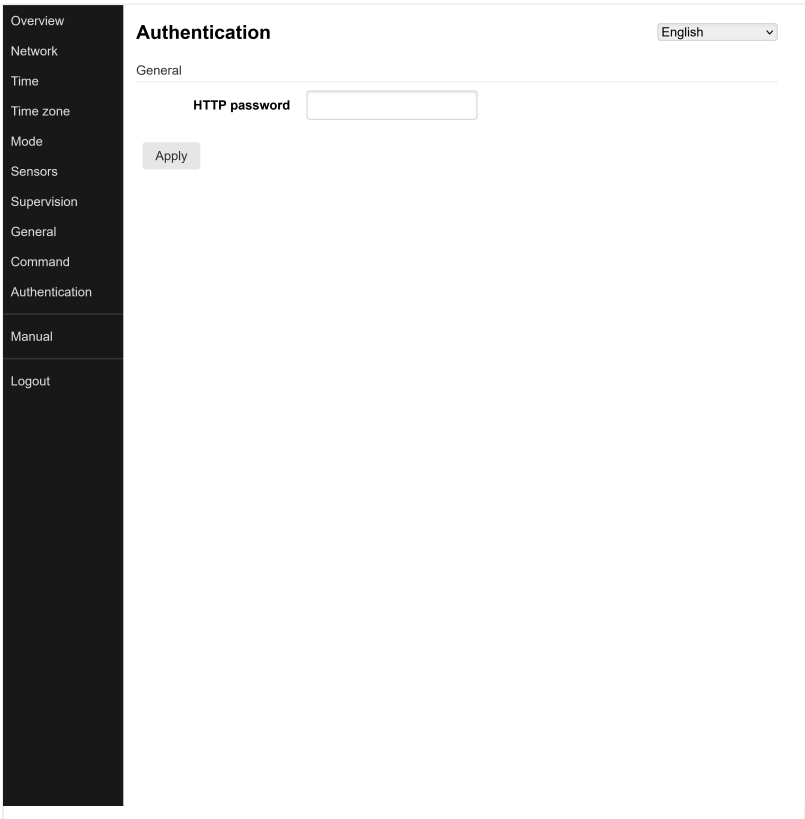 Overview
Network
Time
Time zone
Mode
Sensors
Supervision
General
Command
Authentication
Manual
Logout
Authentication
English
General
HTTP password
Apply